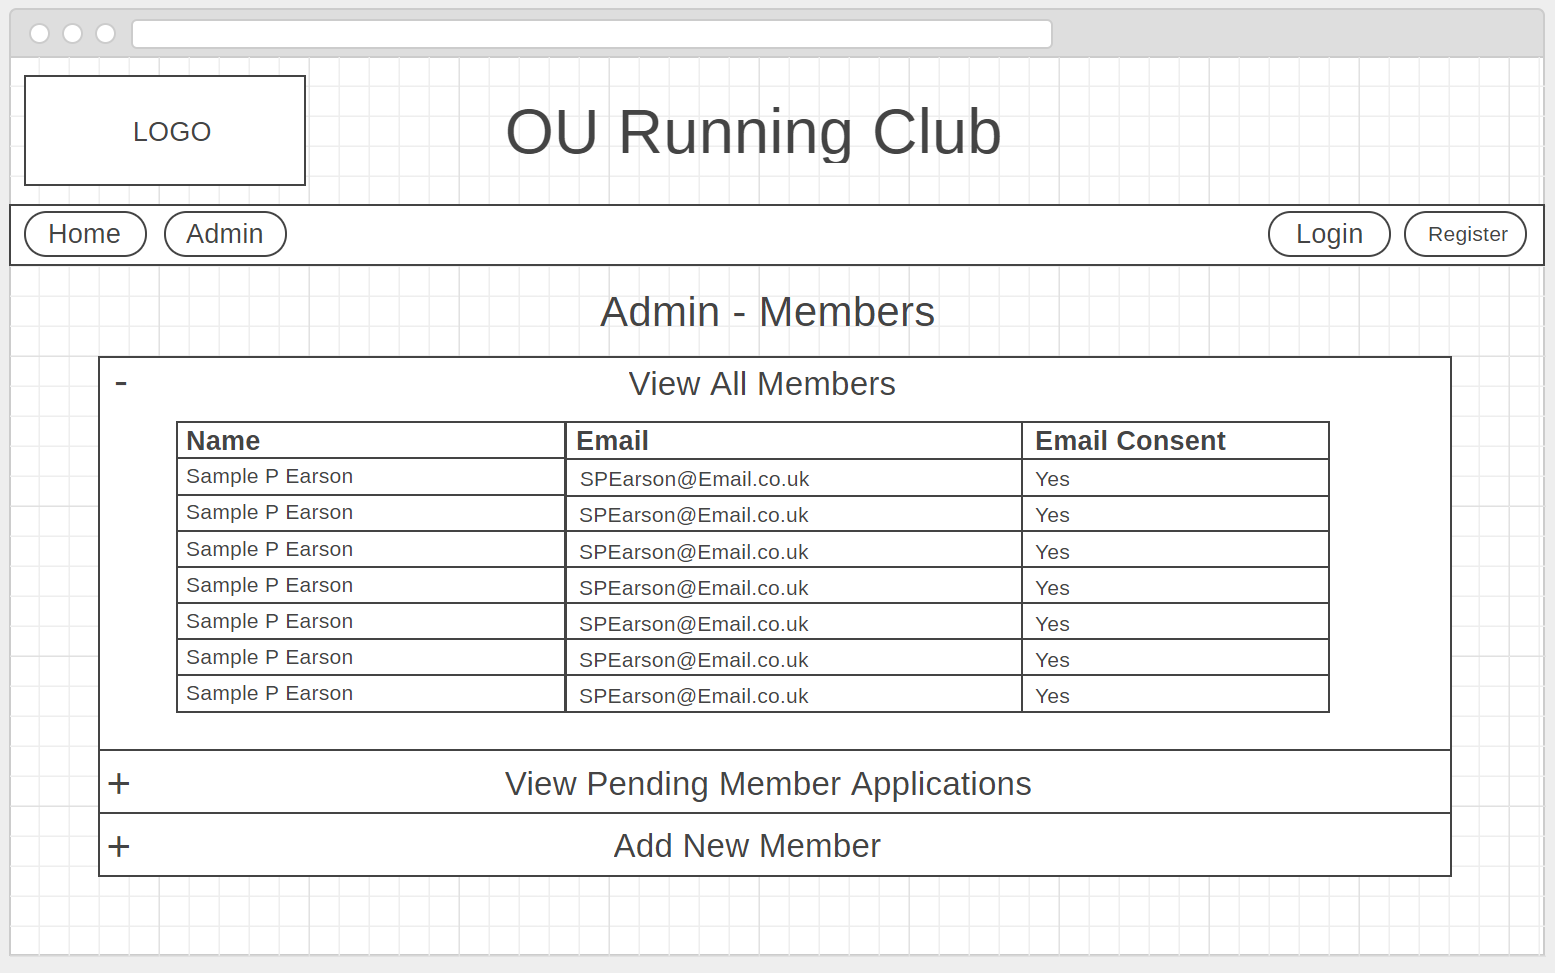 LOGO
OU Running Club
Home Admin Login Register
Admin - Members
- View All Members
Name Email Email Consent
Sample P Earson SPEarson@Email.co.uk Yes
Sample P Earson SPEarson@Email.co.uk Yes
Sample P Earson SPEarson@Email.co.uk Yes
Sample P Earson SPEarson@Email.co.uk Yes
Sample P Earson SPEarson@Email.co.uk Yes
Sample P Earson SPEarson@Email.co.uk Yes
Sample P Earson SPEarson@Email.co.uk Yes
+ View Pending Member Applications
+ Add New Member